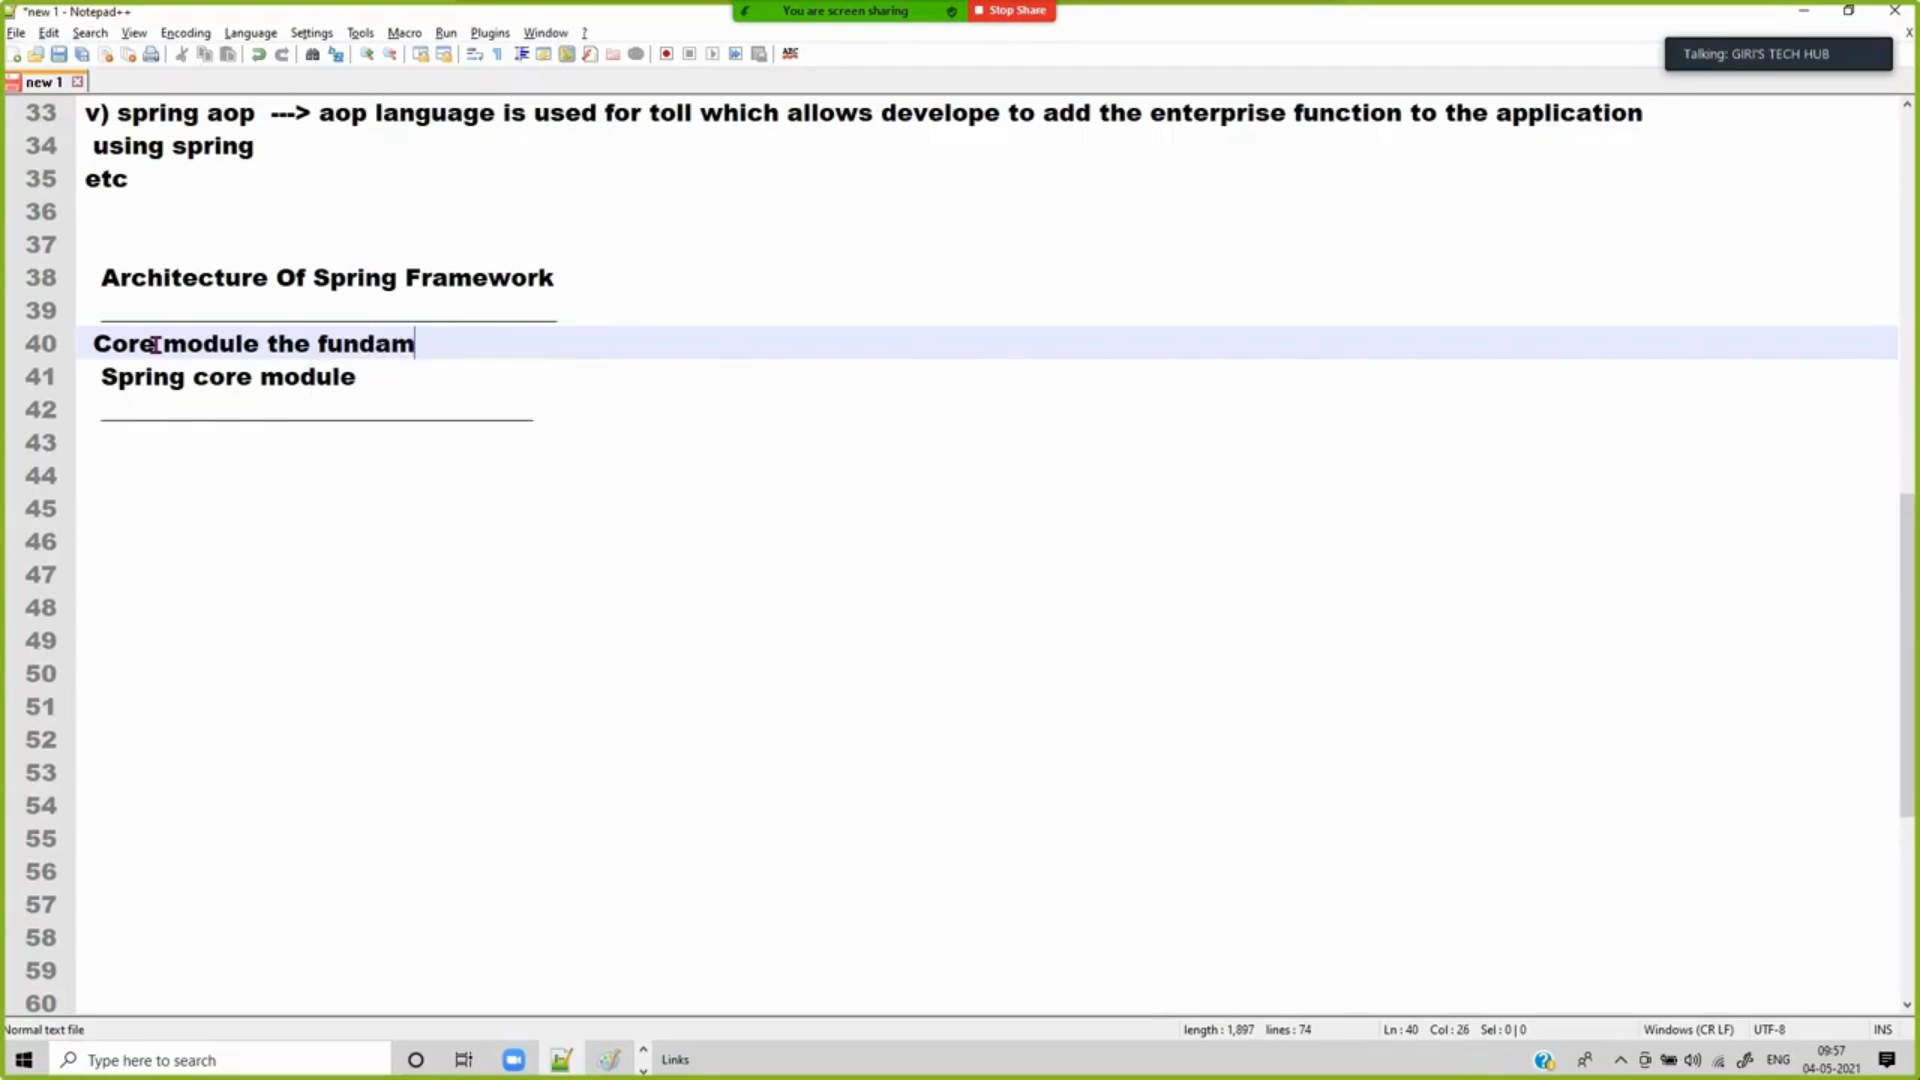 *new 1 - Notepad++
You are screen sharing
Stop Share
File Edit Search View Encoding Language Settings Tools Macro Run Plugins Window ?
X
ABC
Talking: GIRI'S TECH HUB
new 1
33 v) spring aop ---> aop language is used for toll which allows develope to add the enterprise function to the application
34 using spring
35 etc
36
37
38 Architecture Of Spring Framework
39 ___________________________________
40 Core module the fundam
41 Spring core module
42 _________________________________
43
44
45
46
47
48
49
50
51
52
53
54
55
56
57
58
59
60
Normal text file
length : 1,897 lines : 74
Ln : 40 Col : 26 Sel : 0 | 0
Windows (CR LF)
UTF-8
INS
Type here to search
Links
ENG
09:57
04-05-2021